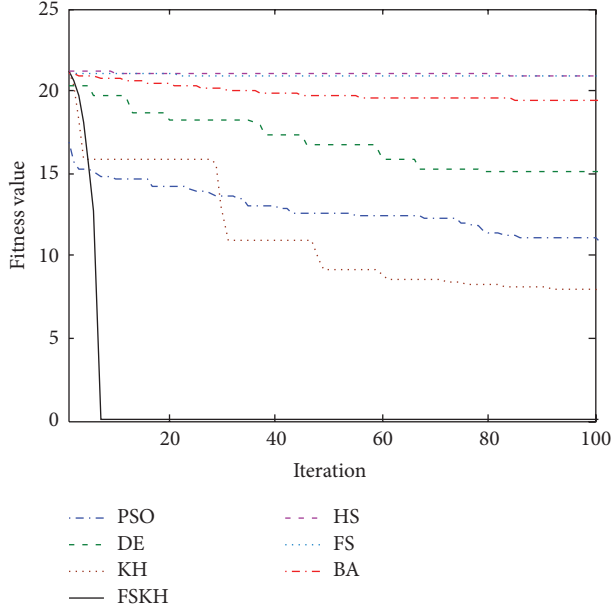 25
20
15
10
5
0
Fitness value
20
40
60
80
100
Iteration
PSO
DE
KH
FSKH
HS
FS
BA